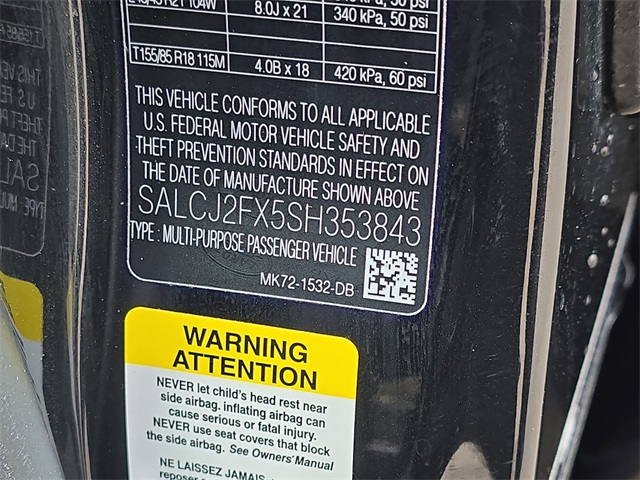 8.0J x 21 340 kPa, 50 psi
T155/85 R18 115M 4.0B x 18 420 kPa, 60 psi
THIS VEHICLE CONFORMS TO ALL APPLICABLE
U.S. FEDERAL MOTOR VEHICLE SAFETY AND
THEFT PREVENTION STANDARDS IN EFFECT ON
THE DATE OF MANUFACTURE SHOWN ABOVE
SALCJ2FX5SH353843
TYPE : MULTI-PURPOSE PASSENGER VEHICLE
MK72-1532-DB
WARNING
ATTENTION
NEVER let child's head rest near
side airbag. inflating airbag can
cause serious or fatal injury.
NEVER use seat covers that block
the side airbag. See Owners' Manual
NE LAISSEZ JAMAIS